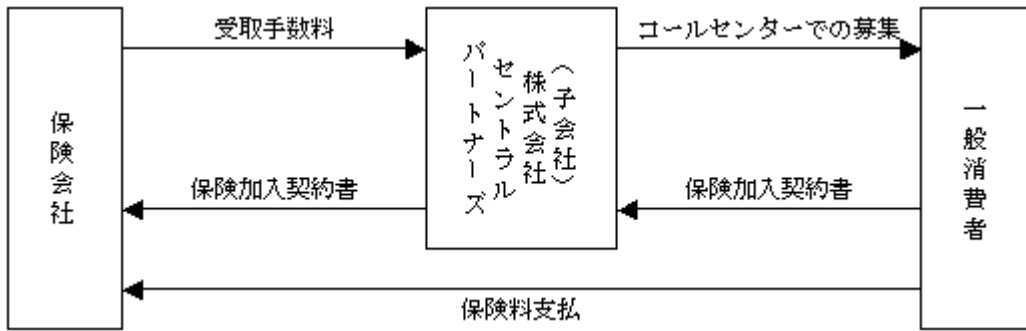 受取手数料
コールセンターでの募集
保険会社
（子会社）
株式会社
セントラル
パートナーズ
一般消費者
保険加入契約書
保険加入契約書
保険料支払